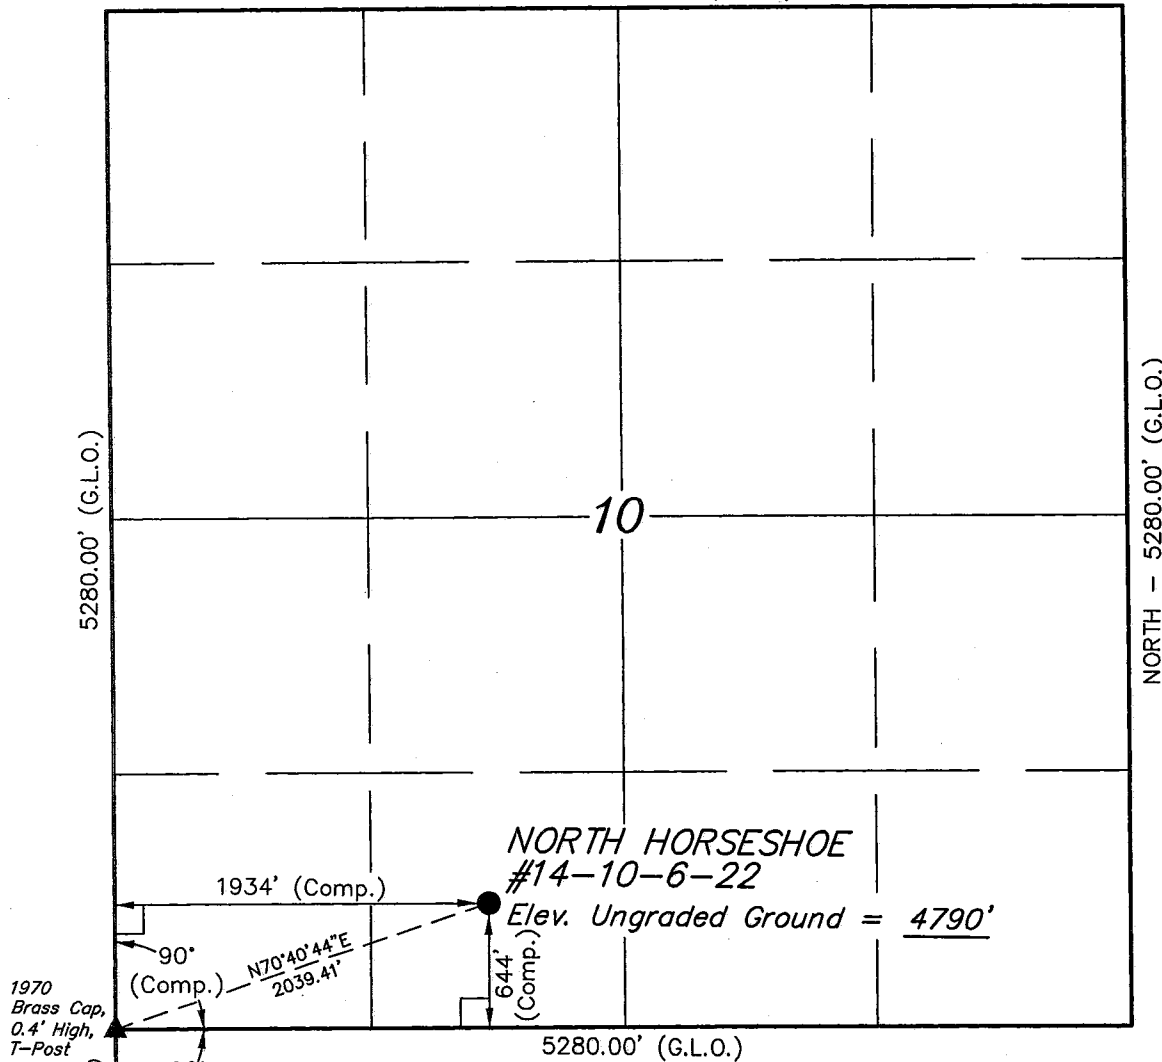 5280.00' (G.L.O.)
10
NORTH - 5280.00' (G.L.O.)
NORTH HORSESHOE
#14-10-6-22
Elev. Ungraded Ground = 4790'
1934' (Comp.)
90°
(Comp.)
N70°40'44"E
2039.41'
644'
(Comp.)
1970
Brass Cap,
0.4' High,
T-Post
5280.00' (G.L.O.)